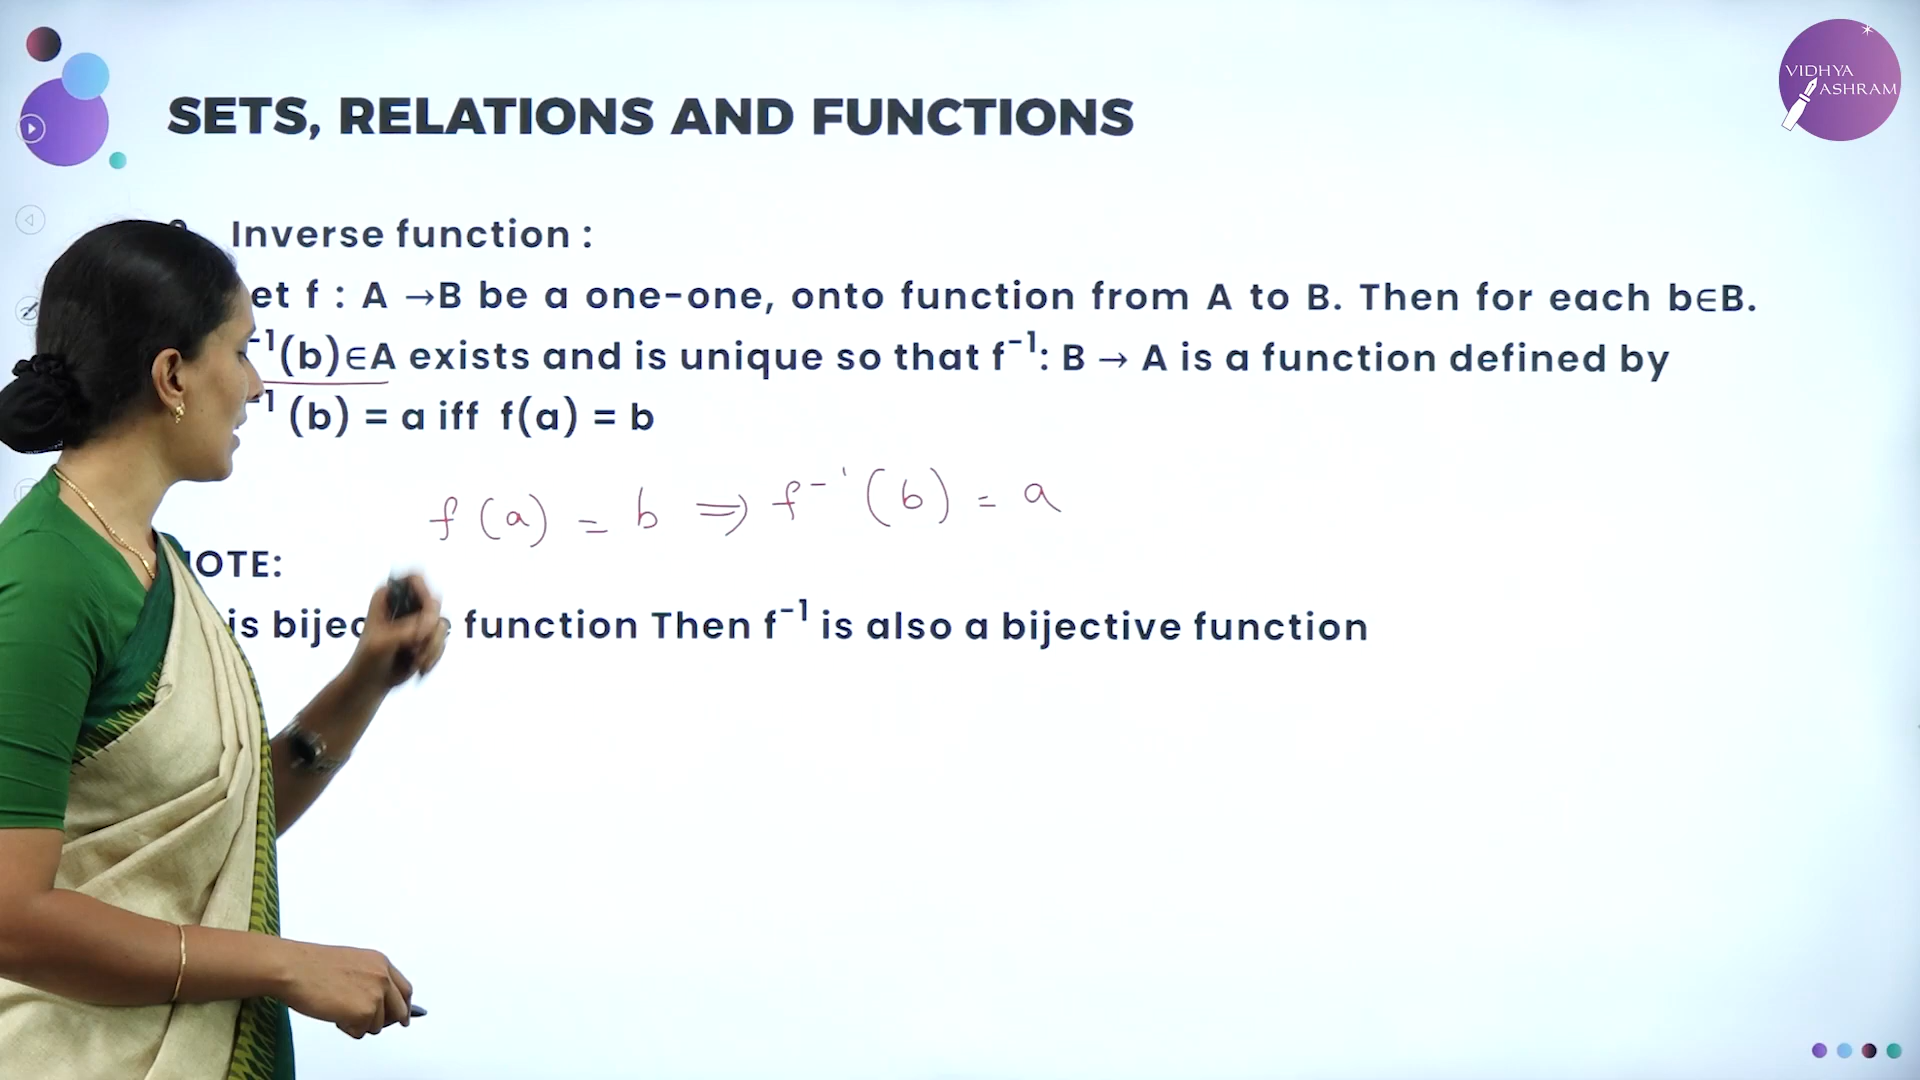 VIDHYA
ASHRAM
SETS, RELATIONS AND FUNCTIONS
Inverse function :
et f : A →B be a one-one, onto function from A to B. Then for each b∈B.
⁻¹(b)∈A exists and is unique so that f⁻¹: B → A is a function defined by
⁻¹ (b) = a iff f(a) = b
f(a) = b ⇒ f⁻¹(b) = a
OTE:
is bijec function Then f⁻¹ is also a bijective function